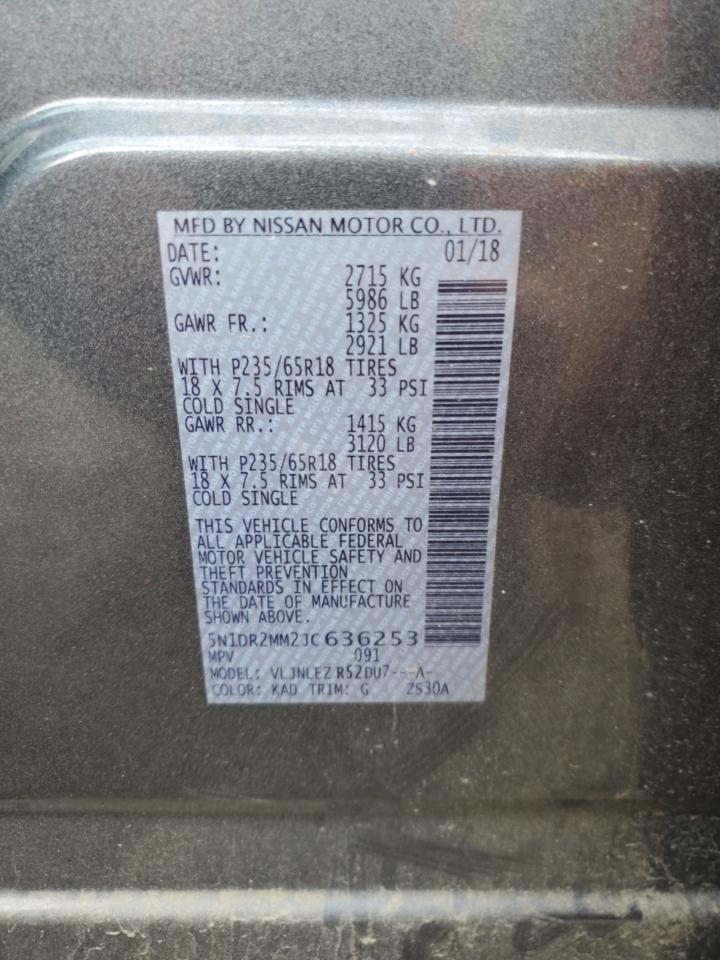 MFD BY NISSAN MOTOR CO., LTD.
DATE: 01/18
GVWR: 2715 KG
5986 LB
GAWR FR.: 1325 KG
2921 LB
WITH P235/65R18 TIRES
18 X 7.5 RIMS AT 33 PSI
COLD SINGLE
GAWR RR.: 1415 KG
3120 LB
WITH P235/65R18 TIRES
18 X 7.5 RIMS AT 33 PSI
COLD SINGLE
THIS VEHICLE CONFORMS TO
ALL APPLICABLE FEDERAL
MOTOR VEHICLE SAFETY AND
THEFT PREVENTION
STANDARDS IN EFFECT ON
THE DATE OF MANUFACTURE
SHOWN ABOVE.
5N1DR2MM2JC636253
MPV 091
MODEL: VLJNLEZ R52DU7---A-
COLOR: KAD TRIM: G 2S30A